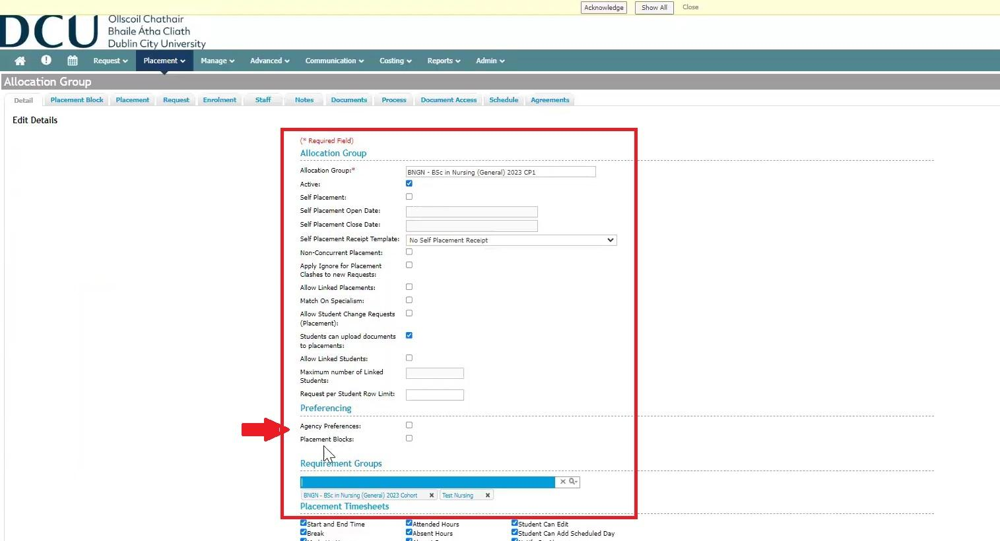 Acknowledge Show All Close
DCU
Ollscoil Chathair
Bhaile Átha Cliath
Dublin City University
Request Placement Manage Advanced Communication Costing Reports Admin
Allocation Group
Detail Placement Block Placement Request Enrolment Staff Notes Documents Process Document Access Schedule Agreements
Edit Details
(* Required Field)
Allocation Group
Allocation Group:* BNGN - BSc in Nursing (General) 2023 CP1
Active:
Self Placement:
Self Placement Open Date:
Self Placement Close Date:
Self Placement Receipt Template: No Self Placement Receipt
Non-Concurrent Placement:
Apply Ignore for Placement
Clashes to new Requests:
Allow Linked Placements:
Match On Specialism:
Allow Student Change Requests
(Placement):
Students can upload documents
to placements:
Allow Linked Students:
Maximum number of Linked
Students:
Request per Student Row Limit:
Preferencing
Agency Preferences:
Placement Blocks:
Requirement Groups
BNGN - BSc in Nursing (General) 2023 Cohort Test Nursing
Placement Timesheets
Start and End Time Attended Hours Student Can Edit
Break Absent Hours Student Can Add Scheduled Day